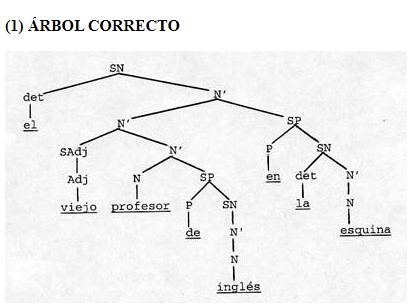 (1) ÁRBOL CORRECTO
SN
det N'
el
N' SP
SAdj N' P SN
Adj N SP en det N'
viejo profesor P SN la N
de N' esquina
N
inglés